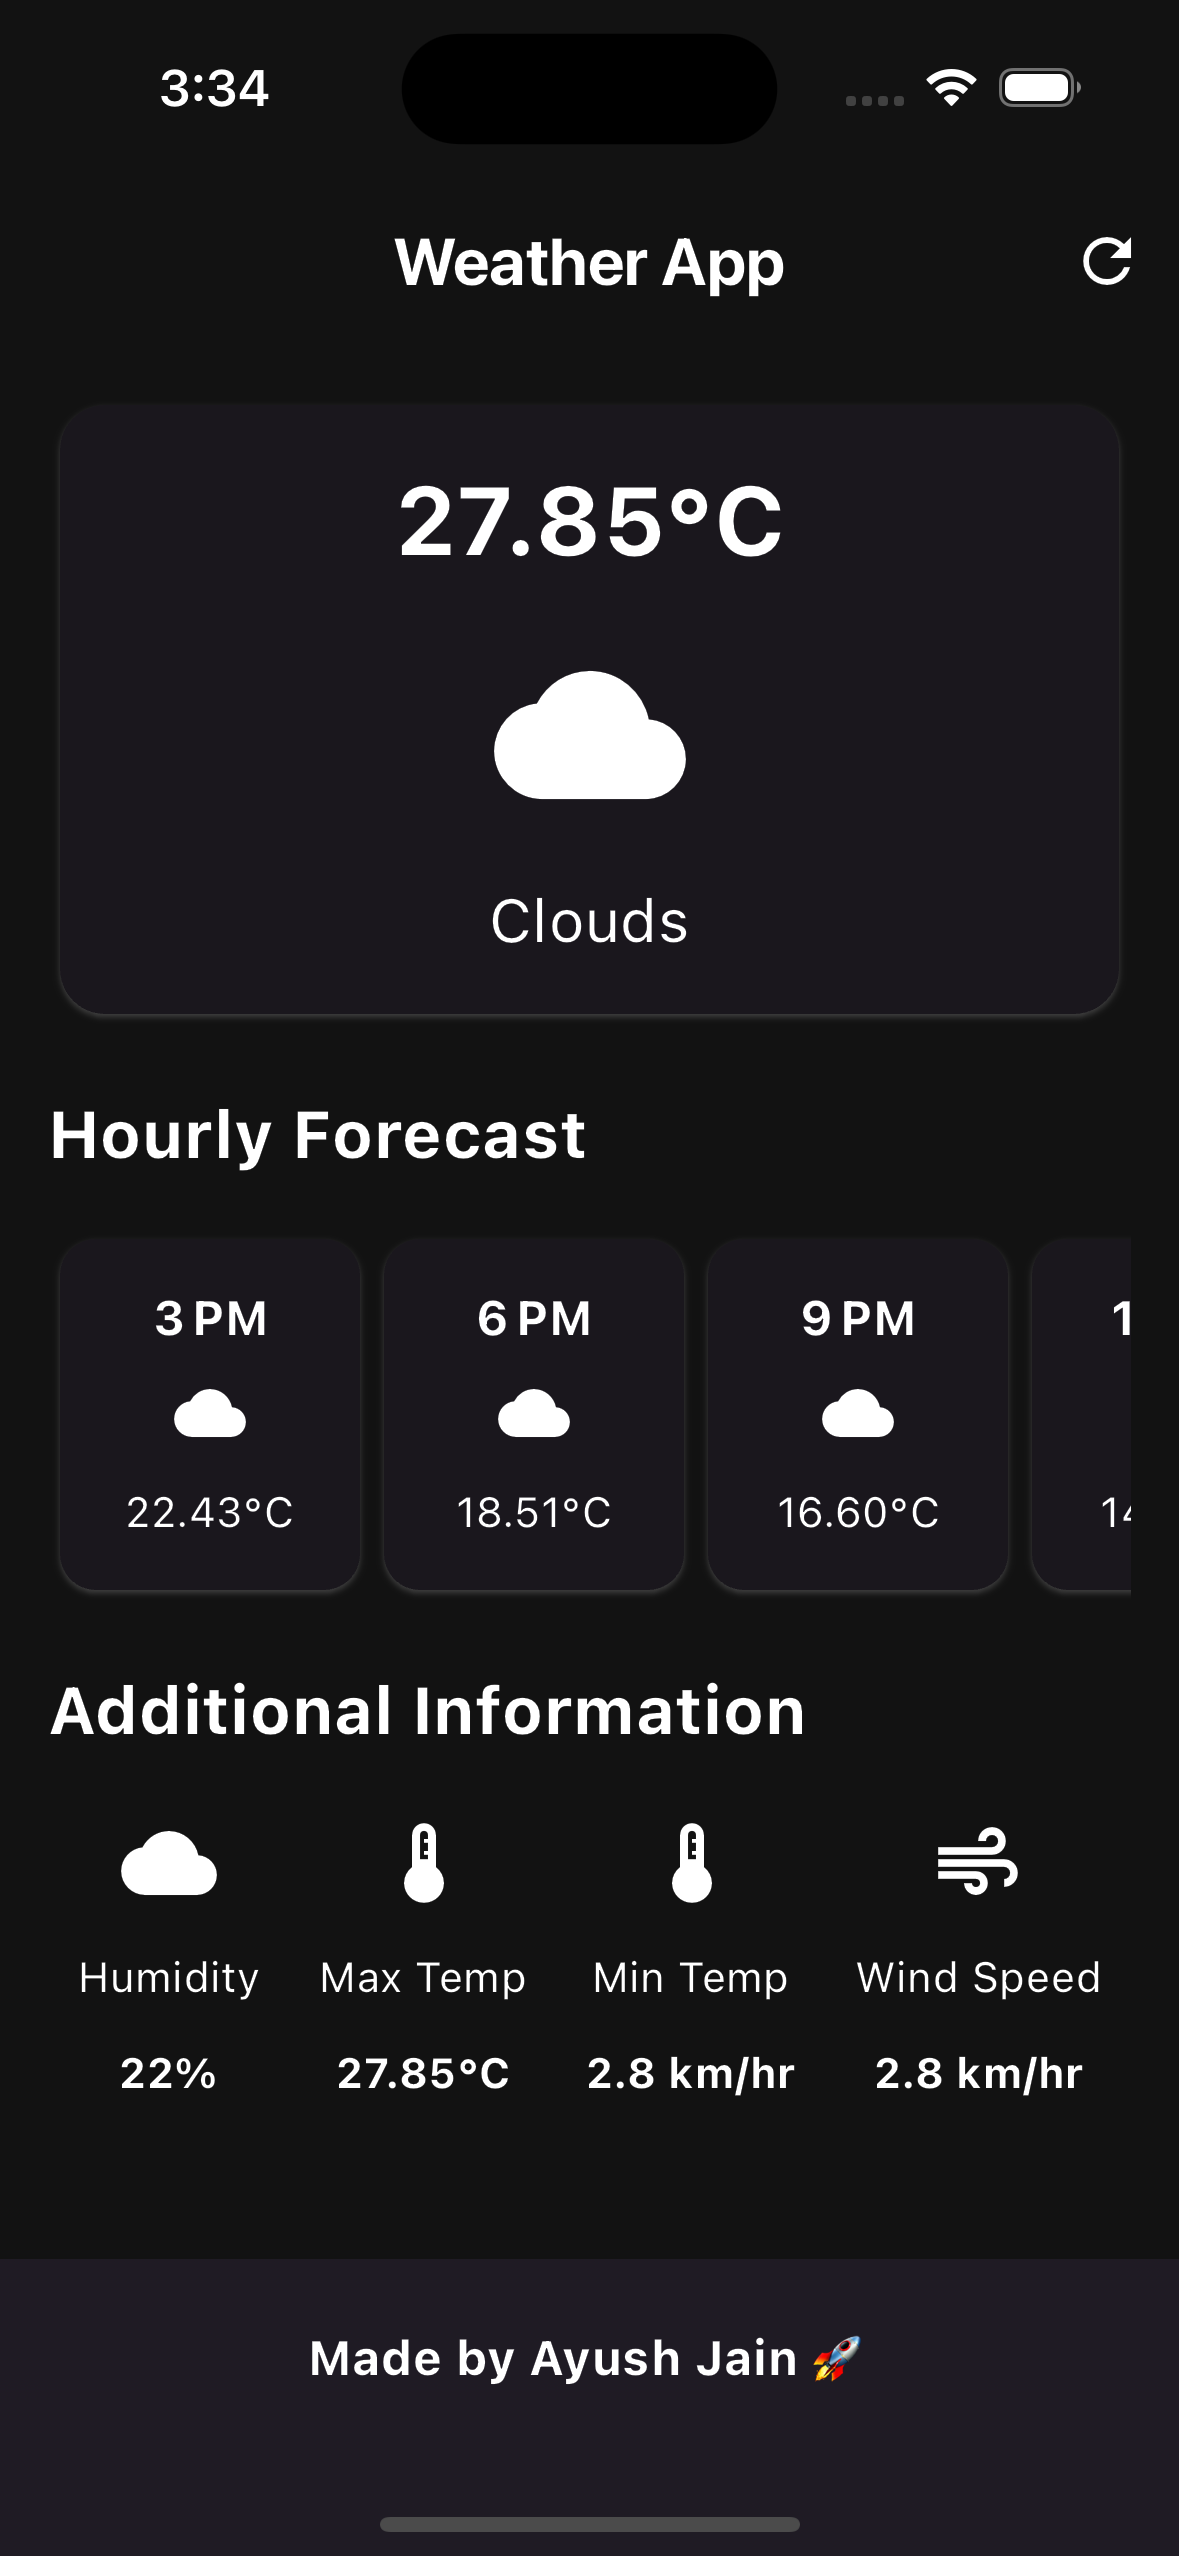 3:34
Weather App
27.85°C
Clouds
Hourly Forecast
3 PM 6 PM 9 PM 1
22.43°C 18.51°C 16.60°C 14
Additional Information
Humidity Max Temp Min Temp Wind Speed
22% 27.85°C 2.8 km/hr 2.8 km/hr
Made by Ayush Jain 🚀